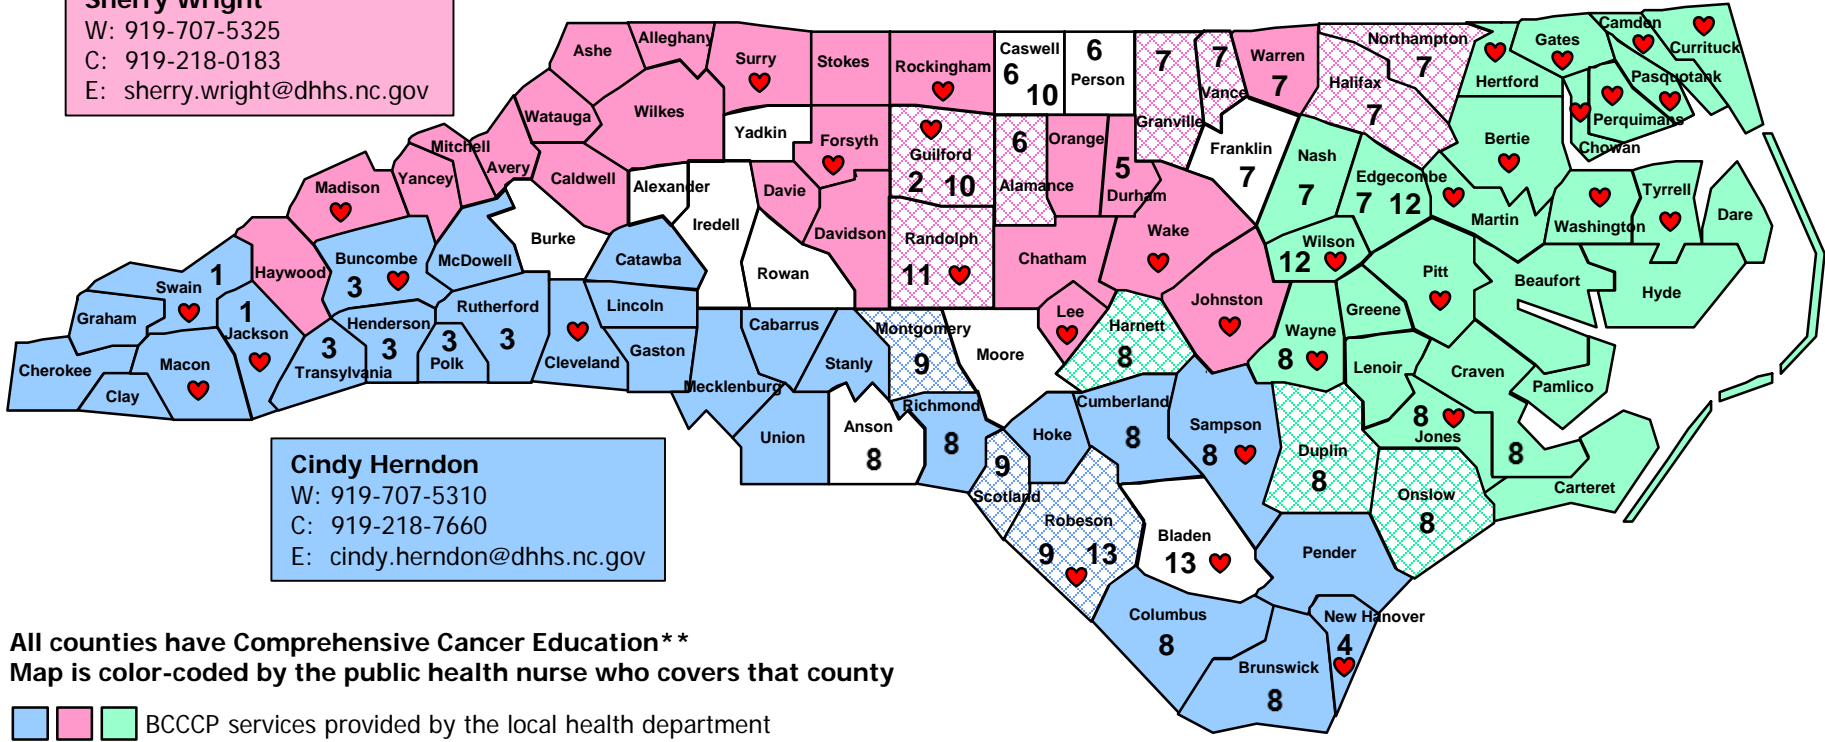 Sherry Wright
W: 919-707-5325
C: 919-218-0183
E: sherry.wright@dhhs.nc.gov
Ashe
Alleghany
Surry
Stokes
Rockingham
Caswell
6
10
6
Person
7
Granville
7
Vance
Warren
7
Northampton
7
Halifax
7
Hertford
Gates
Camden
Currituck
Pasquotank
Perquimans
Chowan
Bertie
Watauga
Wilkes
Yadkin
Forsyth
Guilford
2 10
6
Alamance
Orange
5
Durham
Franklin
7
Nash
7
Edgecombe
7 12
Martin
Washington
Tyrrell
Dare
Mitchell
Avery
Yancey
Madison
Caldwell
Alexander
Iredell
Davie
Davidson
Randolph
11
Chatham
Wake
Wilson
12
Pitt
Beaufort
Hyde
Haywood
Buncombe
3
McDowell
Burke
Catawba
Rowan
Swain
1
Graham
1
Jackson
Cherokee
Clay
Macon
3
Transylvania
Henderson
3
3
Polk
Rutherford
3
Cleveland
Lincoln
Gaston
Mecklenburg
Cabarrus
Stanly
Union
Montgomery
9
Moore
Lee
Harnett
8
Johnston
Wayne
8
Greene
Lenoir
Craven
8
Pamlico
8
Jones
Carteret
Anson
8
Richmond
8
Hoke
9
Scotland
Cumberland
8
Sampson
8
Duplin
8
Onslow
8
Robeson
9 13
Bladen
13
Pender
Columbus
8
Brunswick
8
New Hanover
4
Cindy Herndon
W: 919-707-5310
C: 919-218-7660
E: cindy.herndon@dhhs.nc.gov
All counties have Comprehensive Cancer Education**
Map is color-coded by the public health nurse who covers that county
BCCCP services provided by the local health department